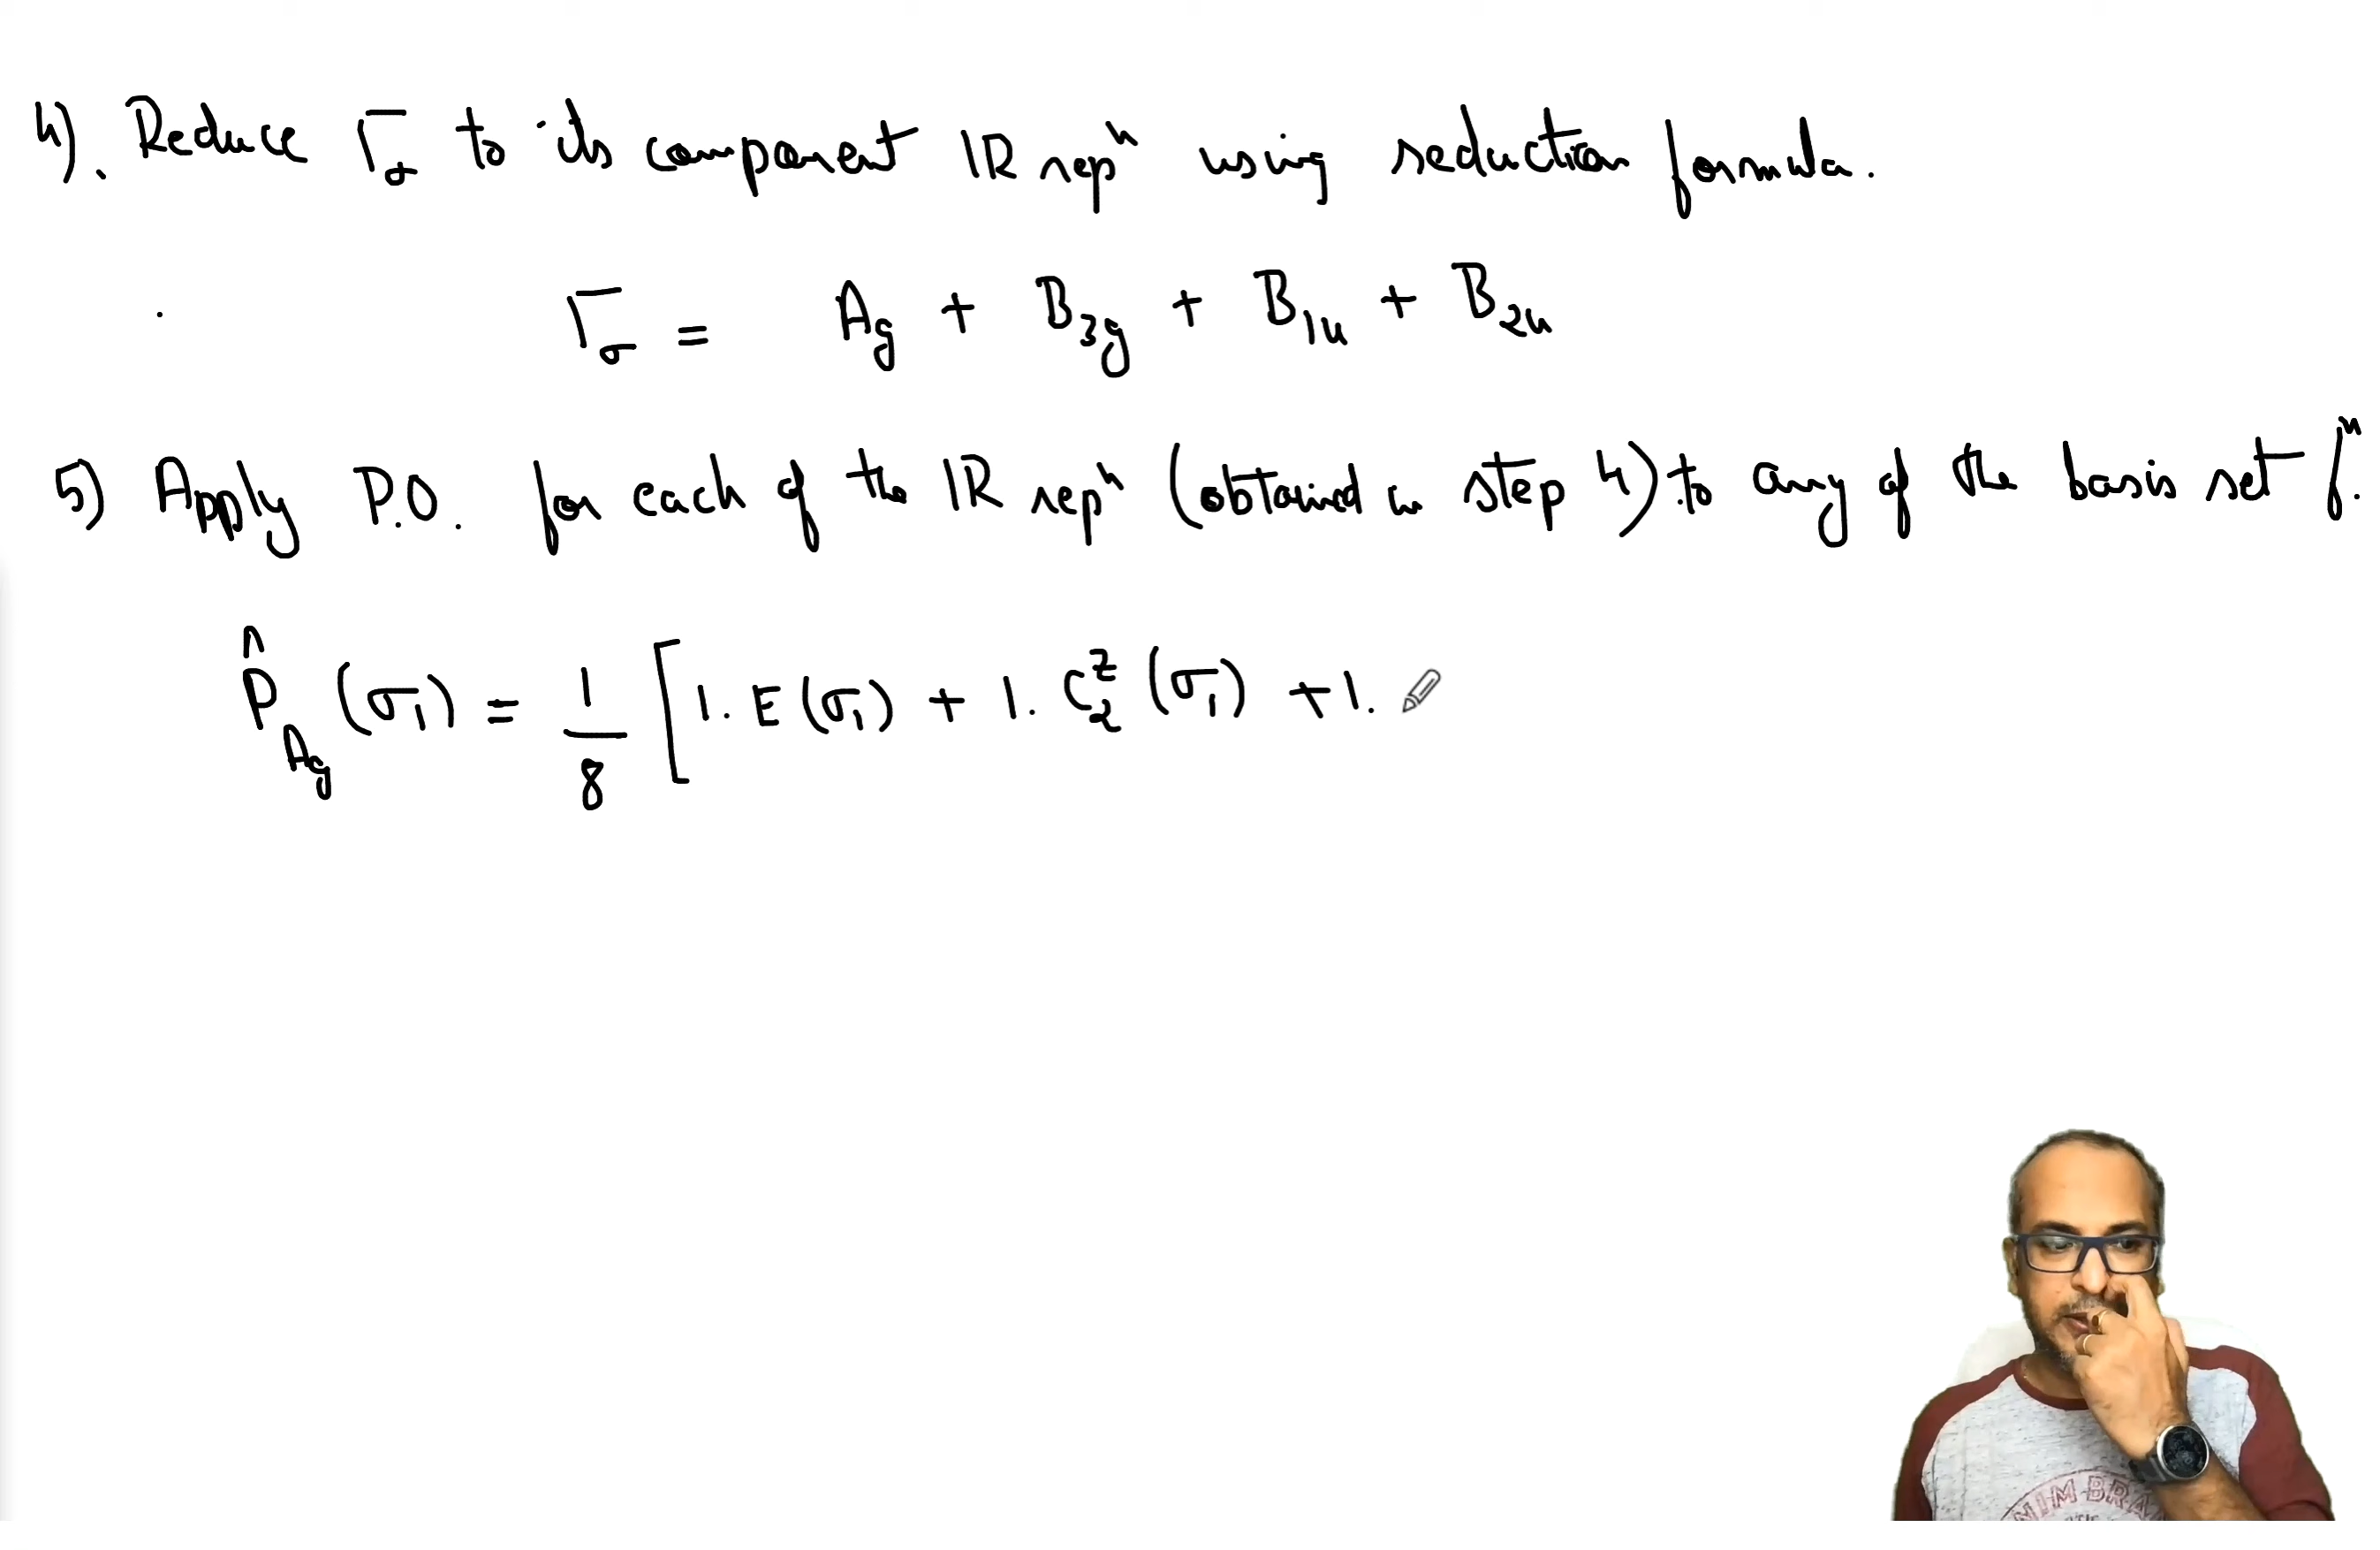 4). Reduce Γσ to its component IR repⁿ using reduction formula.
Γσ = Ag + B3g + B1u + B2u
5) Apply P.O. for each of the IR repⁿ (obtained in step 4) to any of the basis set fⁿ.
P̂Ag (σ1) = 1/8 [ 1. E (σ1) + 1. C2^z (σ1) + 1.